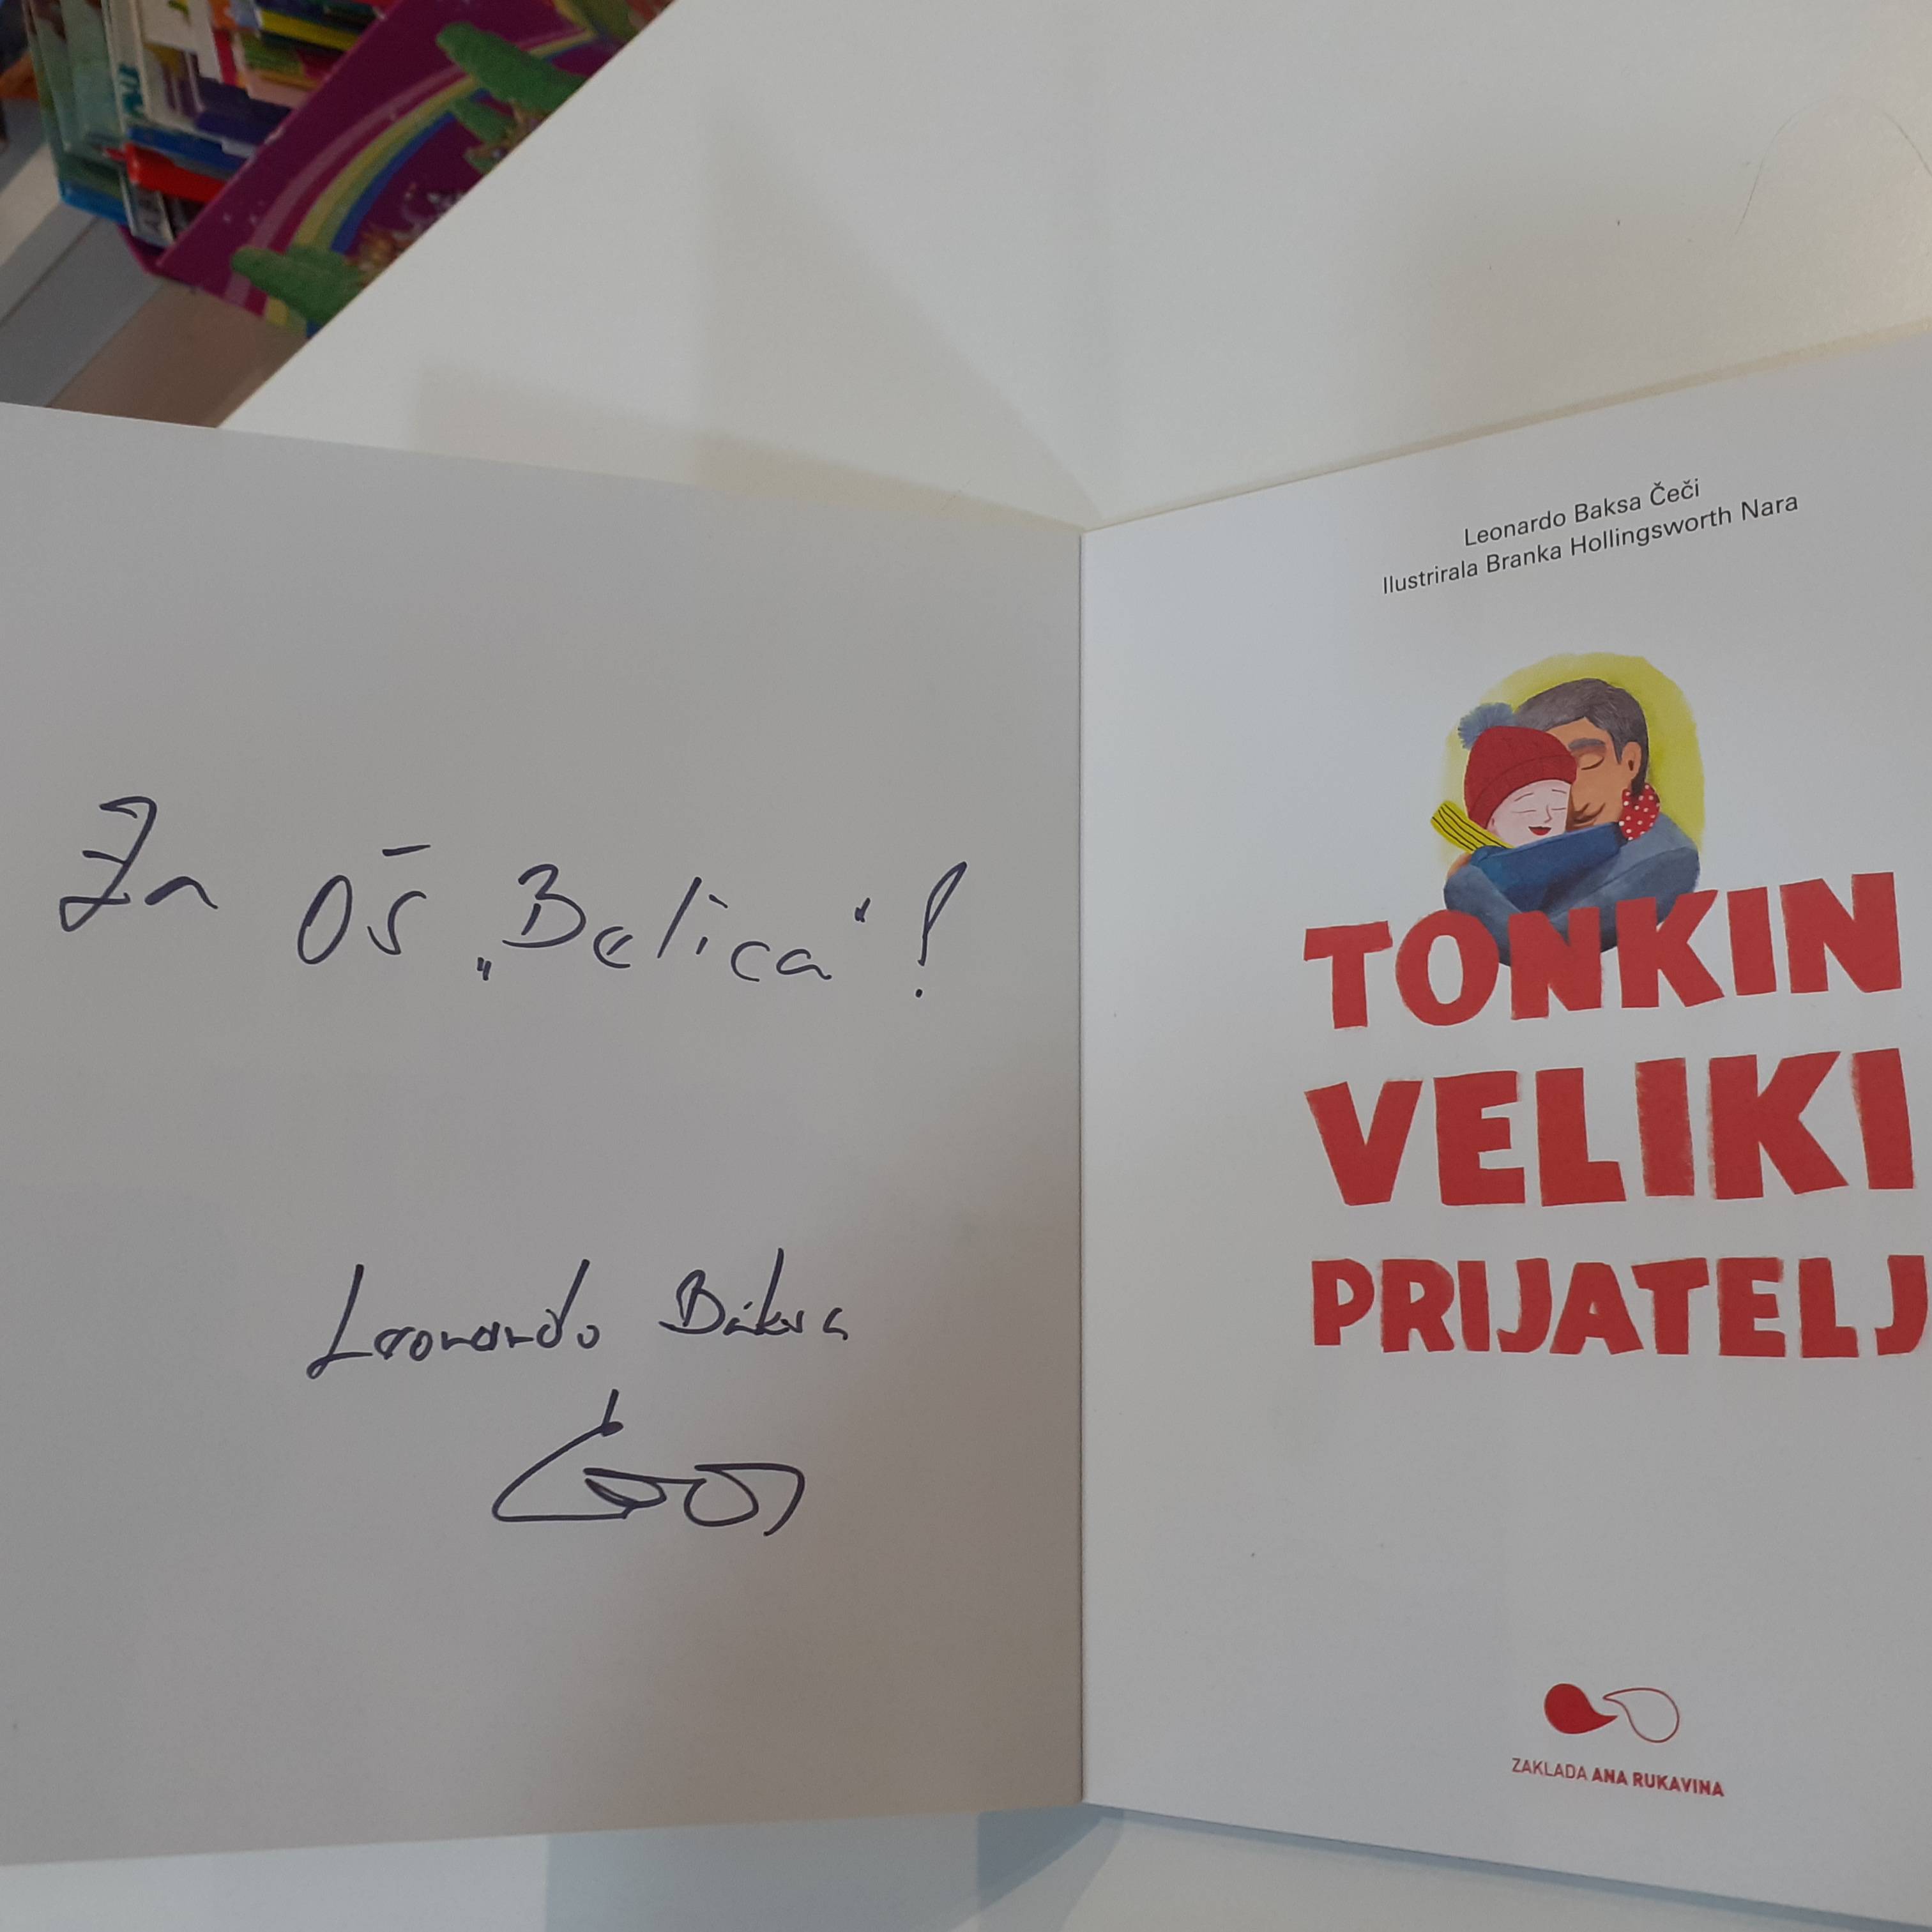 Za OŠ „Belica“!
Leonardo Baksa
Leonardo Baksa Čeči
Ilustrirala Branka Hollingsworth Nara
TONKIN
VELIKI
PRIJATELJ
ZAKLADA ANA RUKAVINA